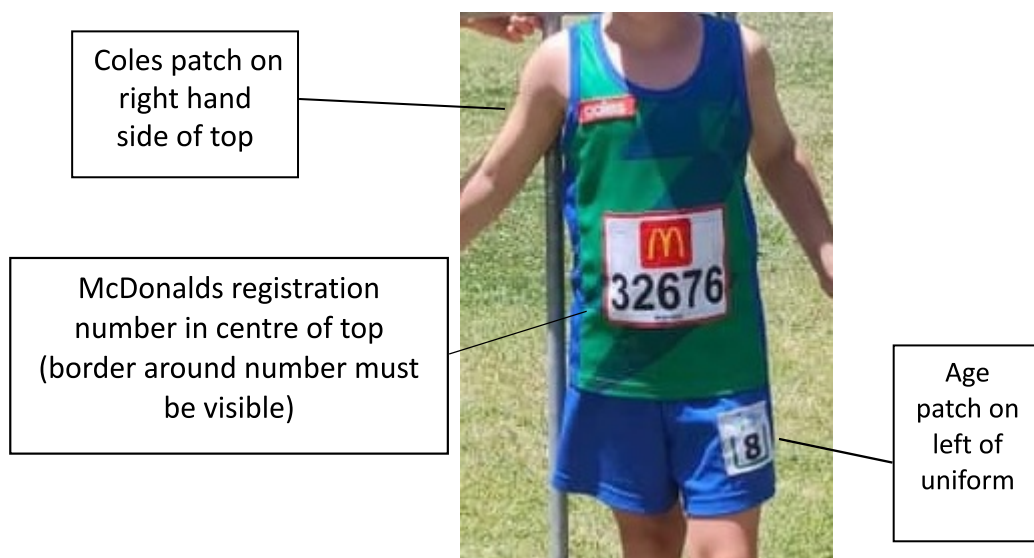 Coles patch on
right hand
side of top
coles
McDonalds registration
number in centre of top
(border around number must
be visible)
32676
Age
patch on
left of
uniform
8